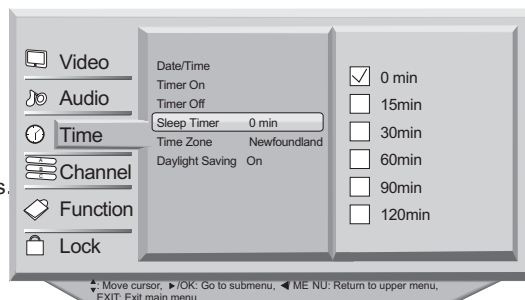 Video
Audio
Time
Channel
Function
Lock
s.
Date/Time
Timer On
Timer Off
Sleep Timer 0 min
Time Zone Newfoundland
Daylight Saving On
0 min
15min
30min
60min
90min
120min
: Move cursor, ▶/OK: Go to submenu, ◀ ME NU: Return to upper menu,
EXIT: Exit main menu